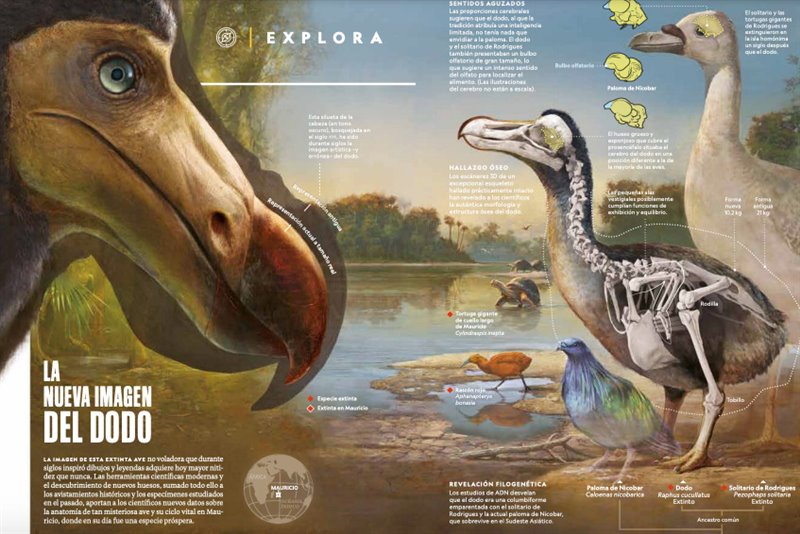 EXPLORA
SENTIDOS AGUZADOS
Las proporciones cerebrales
sugieren que el dodo, al que la
tradición atribuía una inteligencia
limitada, no tenía nada que
envidiar a la paloma. El dodo
y el solitario de Rodrigues
también presentaban un bulbo
olfatorio de gran tamaño, lo
que sugiere un intenso sentido
del olfato para localizar el
alimento. (Las ilustraciones
del cerebro no están a escala).
El solitario y las
tortugas gigantes
de Rodrigues se
extinguieron en
la isla homónima
un siglo después
que el dodo.
Bulbo olfatorio
Paloma de Nicobar
El hueso grueso y
esponjoso que cubre el
prosencéfalo situaba el
cerebro del dodo en una
posición diferente a la de
la mayoría de las aves.
Esta silueta de la
cabeza (en tono
oscuro), bosquejada en
el siglo XVII, ha sido
durante siglos la
imagen artística –y
errónea– del dodo.
Representación antigua
Representación actual a tamaño real
HALLAZGO ÓSEO
Los escáneres 3D de un
excepcional esqueleto
hallado prácticamente intacto
han revelado a los científicos
la auténtica morfología y
estructura ósea del dodo.
Las pequeñas alas
vestigiales posiblemente
cumplían funciones de
exhibición y equilibrio.
Forma
nueva
10,2 kg
Forma
antigua
21 kg
Rodilla
Tobillo
Tortuga gigante
de cuello largo
de Mauricio
Cylindraspis inepta
Rascón rojo,
Aphanapteryx
bonasia
Especie extinta
Extinta en Mauricio
LA
NUEVA IMAGEN
DEL DODO
LA IMAGEN DE ESTA EXTINTA AVE no voladora que durante
siglos inspiró dibujos y leyendas adquiere hoy mayor niti-
dez que nunca. Las herramientas científicas modernas y
el descubrimiento de nuevos huesos, sumado todo ello a
los avistamientos históricos y los especímenes estudiados
en el pasado, aportan a los científicos nuevos datos sobre
la anatomía de tan misteriosa ave y su ciclo vital en Mau-
ricio, donde en su día fue una especie próspera.
ÁFRICA
MAURICIO
REVELACIÓN FILOGENÉTICA
Los estudios de ADN desvelan
que el dodo era una columbiforme
emparentada con el solitario de
Rodrigues y la actual paloma de Nicobar,
que sobrevive en el Sudeste Asiático.
Paloma de Nicobar
Caloenas nicobarica
Dodo
Raphus cucullatus
Extinto
Solitario de Rodrigues
Pezophaps solitaria
Extinto
Ancestro común